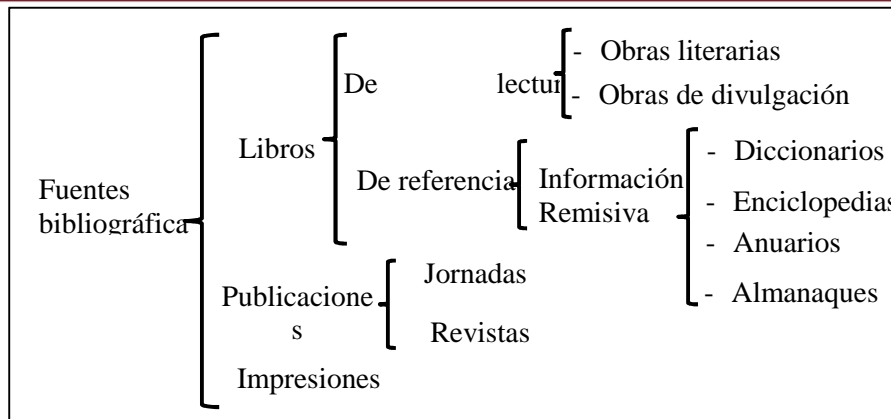 Fuentes
bibliográfica
Libros
De lectur
- Obras literarias
- Obras de divulgación
De referencia
Información
Remisiva
- Diccionarios
- Enciclopedias
- Anuarios
- Almanaques
Publicacione
s
Jornadas
Revistas
Impresiones